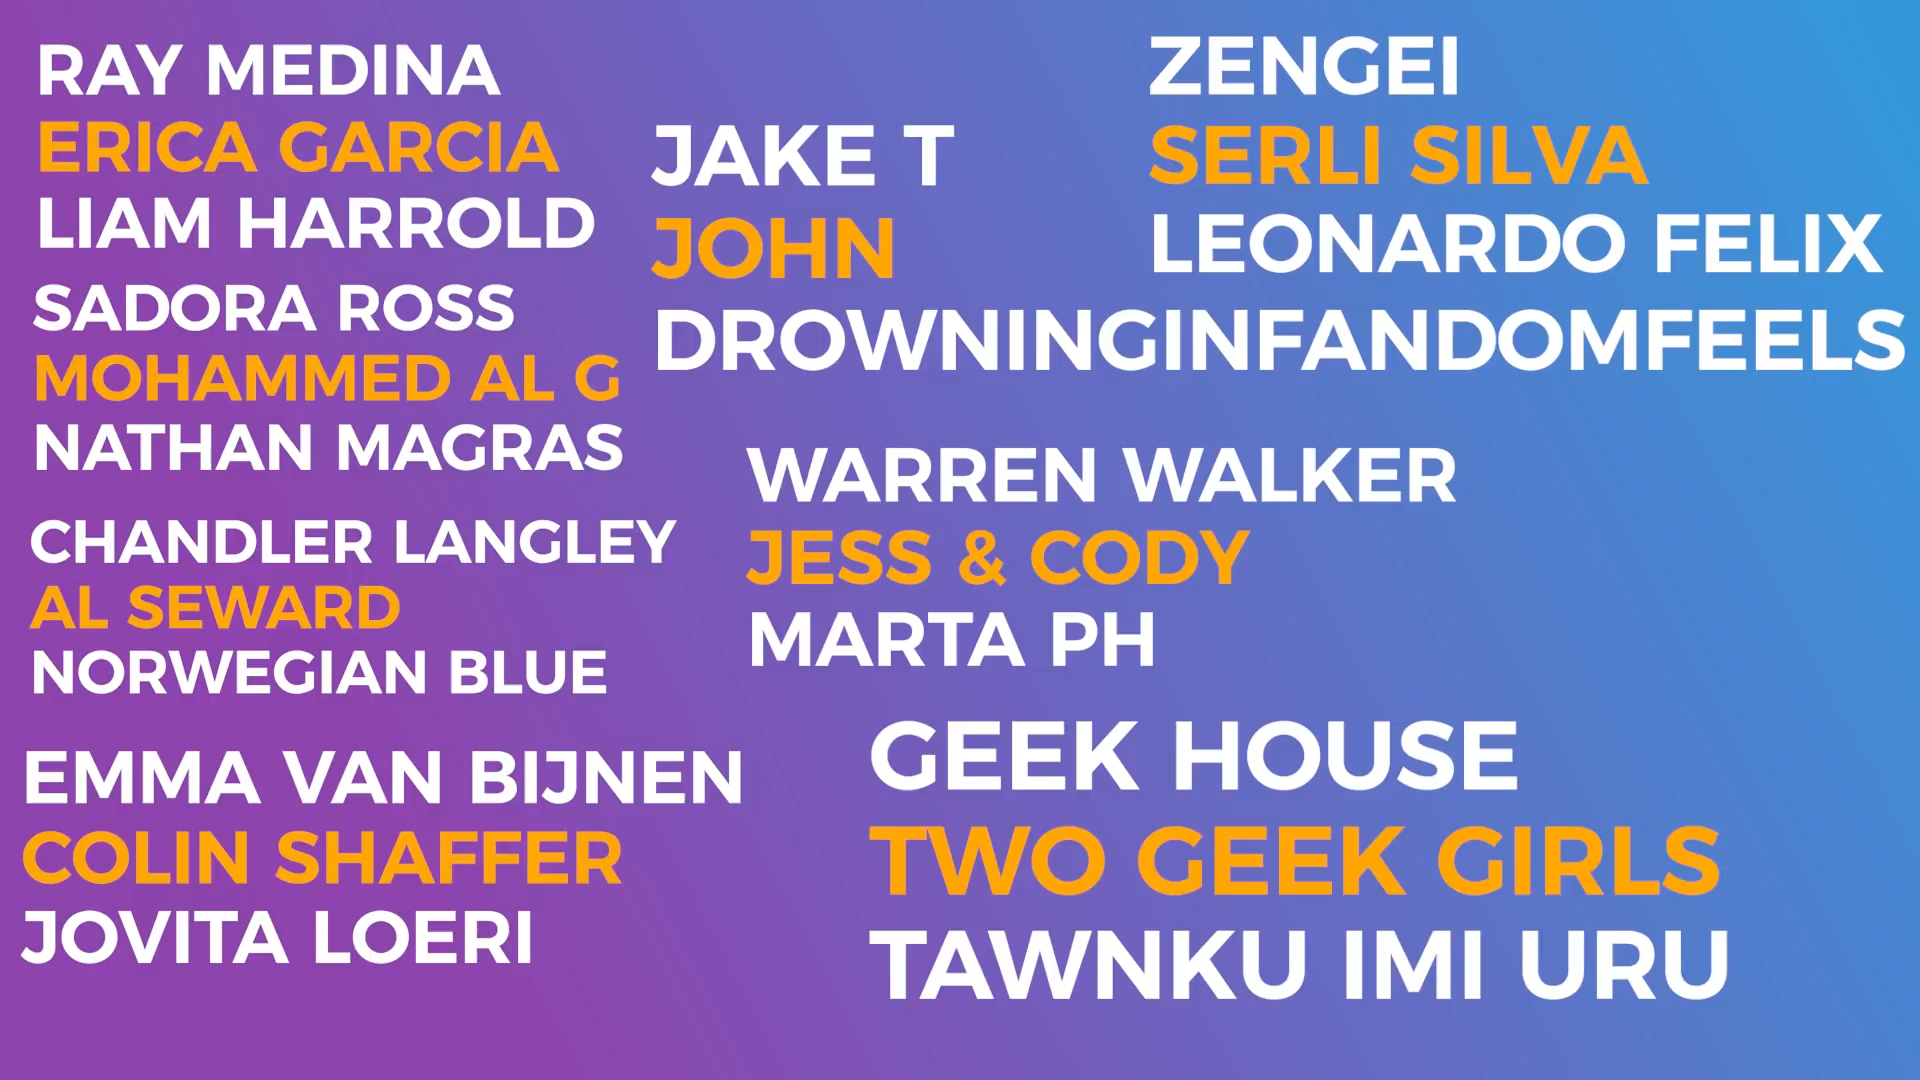 RAY MEDINA
ERICA GARCIA
LIAM HARROLD
SADORA ROSS
MOHAMMED AL G
NATHAN MAGRAS
CHANDLER LANGLEY
AL SEWARD
NORWEGIAN BLUE
EMMA VAN BIJNEN
COLIN SHAFFER
JOVITA LOERI
JAKE T
JOHN
DROWNINGINFANDOMFEELS
ZENGEI
SERLI SILVA
LEONARDO FELIX
WARREN WALKER
JESS & CODY
MARTA PH
GEEK HOUSE
TWO GEEK GIRLS
TAWNKU IMI URU